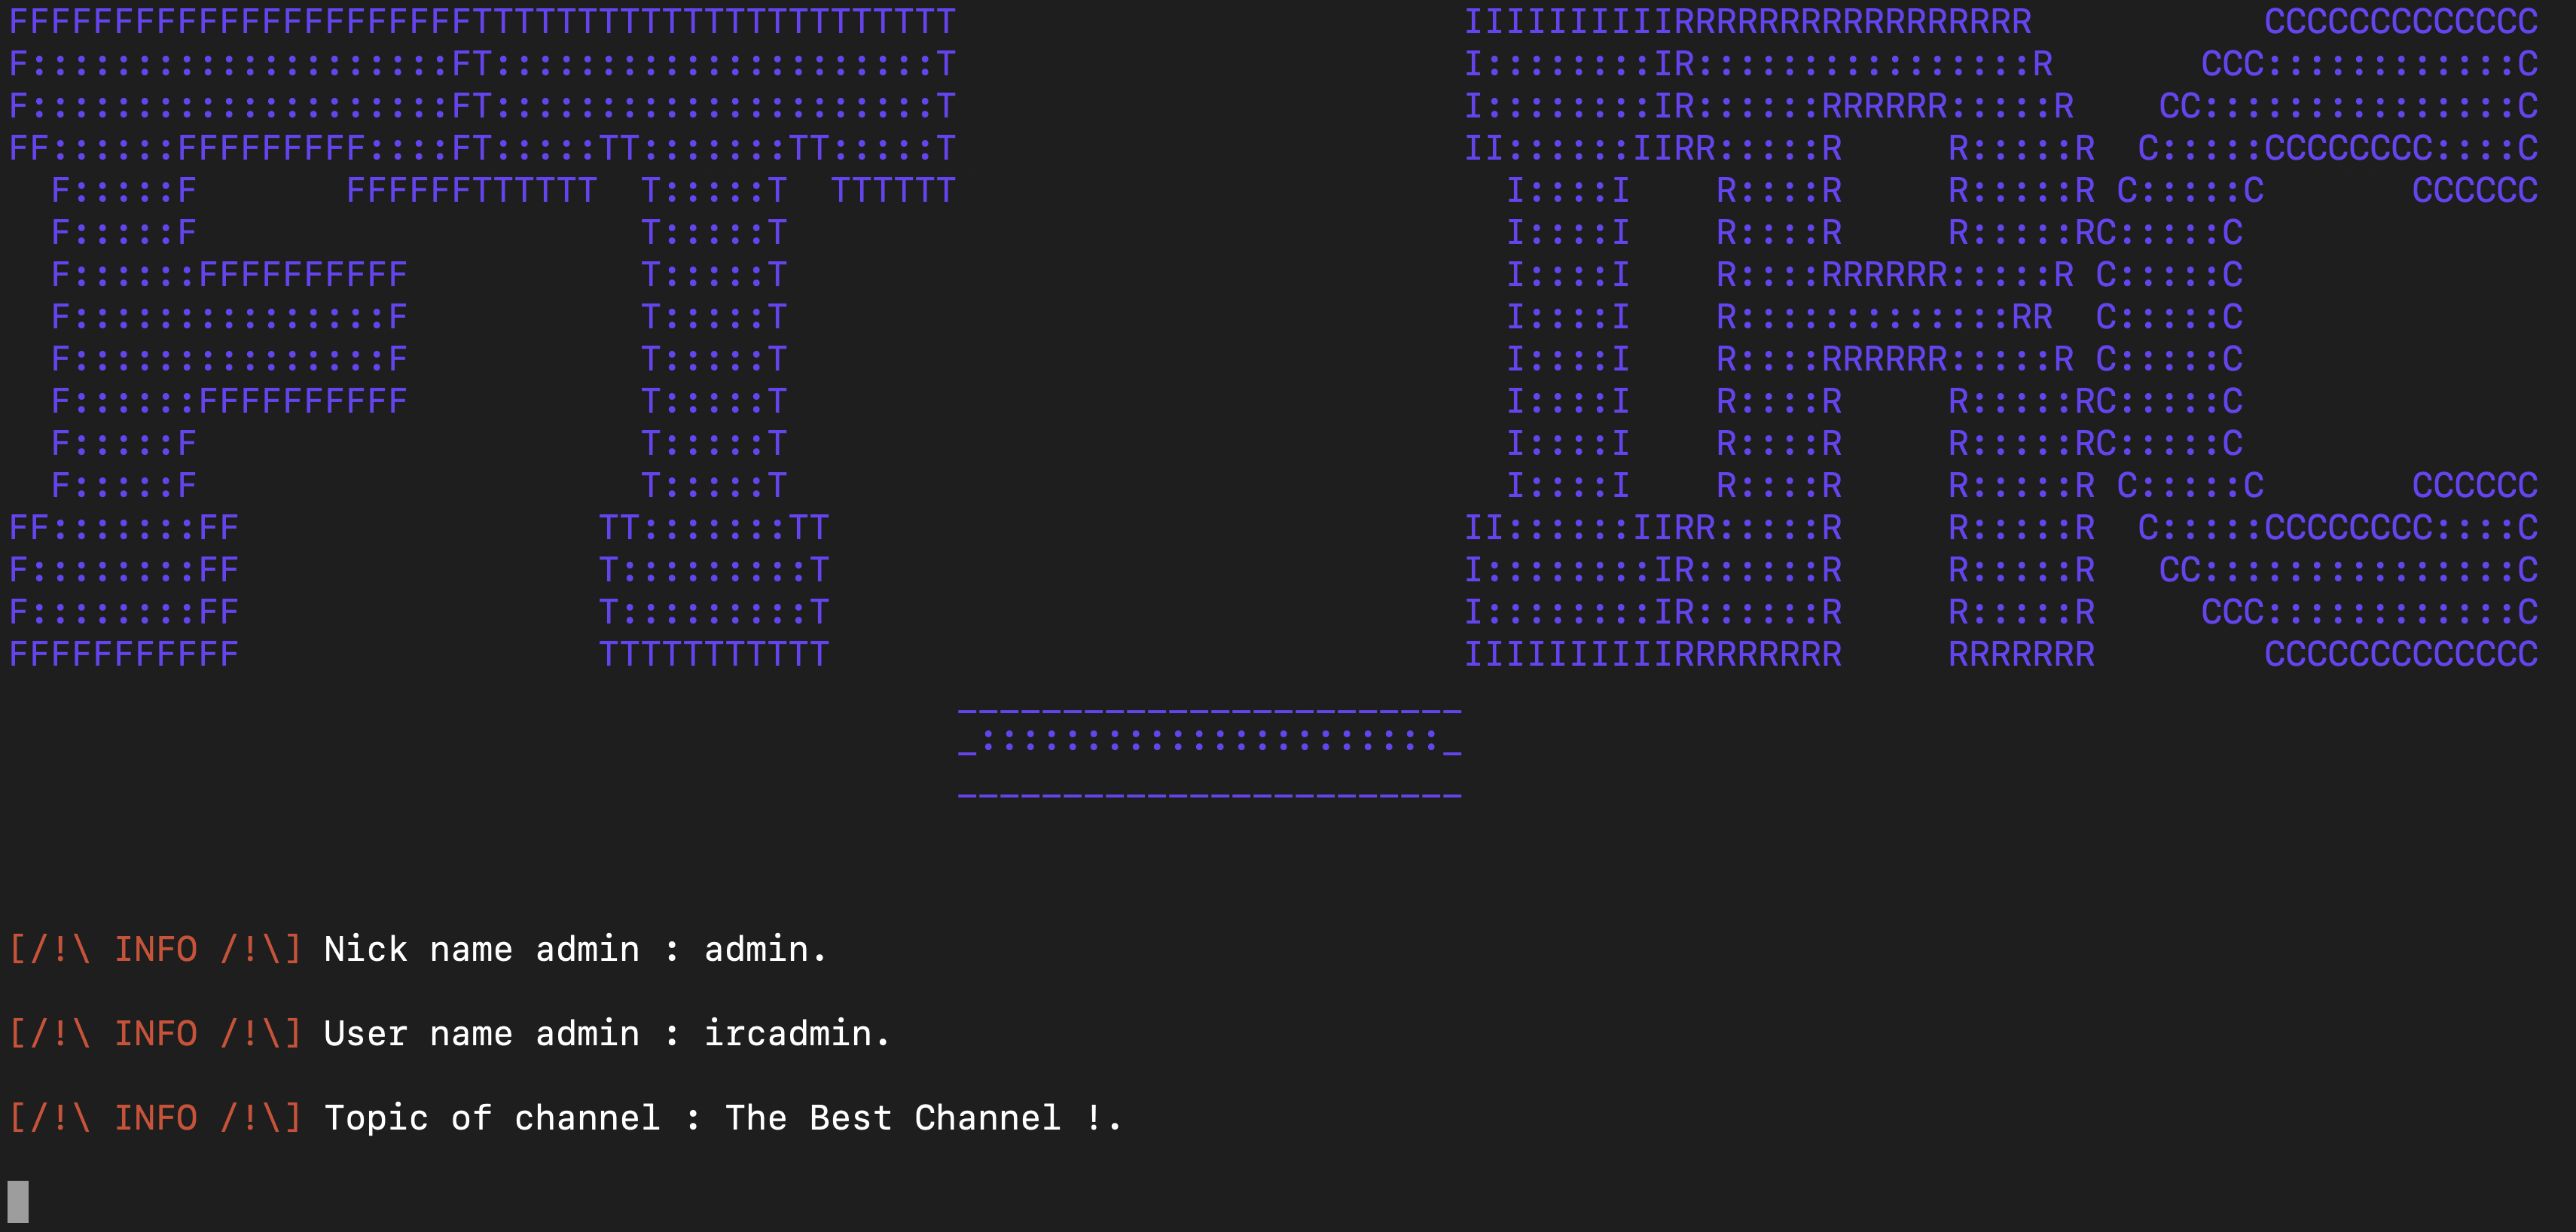 FFFFFFFFFFFFFFFFFFFFFFTTTTTTTTTTTTTTTTTTTTTTT                        IIIIIIIIIIRRRRRRRRRRRRRRRRR           CCCCCCCCCCCCC
F::::::::::::::::::::FT:::::::::::::::::::::T                        I::::::::IR::::::::::::::::R       CCC::::::::::::C
F::::::::::::::::::::FT:::::::::::::::::::::T                        I::::::::IR::::::RRRRRR:::::R    CC:::::::::::::::C
FF::::::FFFFFFFFF::::FT:::::TT:::::::TT:::::T                        II::::::IIRR:::::R     R:::::R  C:::::CCCCCCCC::::C
  F:::::F       FFFFFFTTTTTT  T:::::T  TTTTTT                          I::::I    R::::R     R:::::R C:::::C       CCCCCC
  F:::::F                     T:::::T                                  I::::I    R::::R     R:::::RC:::::C
  F::::::FFFFFFFFFF           T:::::T                                  I::::I    R::::RRRRRR:::::R C:::::C
  F:::::::::::::::F           T:::::T                                  I::::I    R:::::::::::::RR  C:::::C
  F:::::::::::::::F           T:::::T                                  I::::I    R::::RRRRRR:::::R C:::::C
  F::::::FFFFFFFFFF           T:::::T                                  I::::I    R::::R     R:::::RC:::::C
  F:::::F                     T:::::T                                  I::::I    R::::R     R:::::RC:::::C
  F:::::F                     T:::::T                                  I::::I    R::::R     R:::::R C:::::C       CCCCCC
FF:::::::FF                 TT:::::::TT                              II::::::IIRR:::::R     R:::::R  C:::::CCCCCCCC::::C
F::::::::FF                 T:::::::::T                              I::::::::IR::::::R     R:::::R   CC:::::::::::::::C
F::::::::FF                 T:::::::::T                              I::::::::IR::::::R     R:::::R     CCC::::::::::::C
FFFFFFFFFFF                 TTTTTTTTTTT                              IIIIIIIIIIRRRRRRRR     RRRRRRR        CCCCCCCCCCCCC
                                             ________________________
                                             _::::::::::::::::::::::_
                                             ________________________
[/!\ INFO /!\] Nick name admin : admin.
[/!\ INFO /!\] User name admin : ircadmin.
[/!\ INFO /!\] Topic of channel : The Best Channel !.